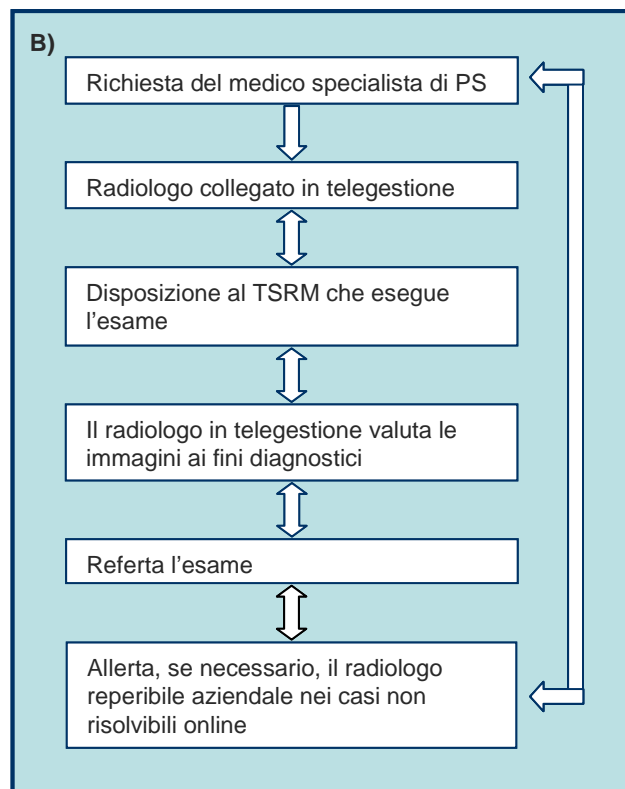 B)
Richiesta del medico specialista di PS
Radiologo collegato in telegestione
Disposizione al TSRM che esegue
l’esame
Il radiologo in telegestione valuta le
immagini ai fini diagnostici
Referta l’esame
Allerta, se necessario, il radiologo
reperibile aziendale nei casi non
risolvibili online